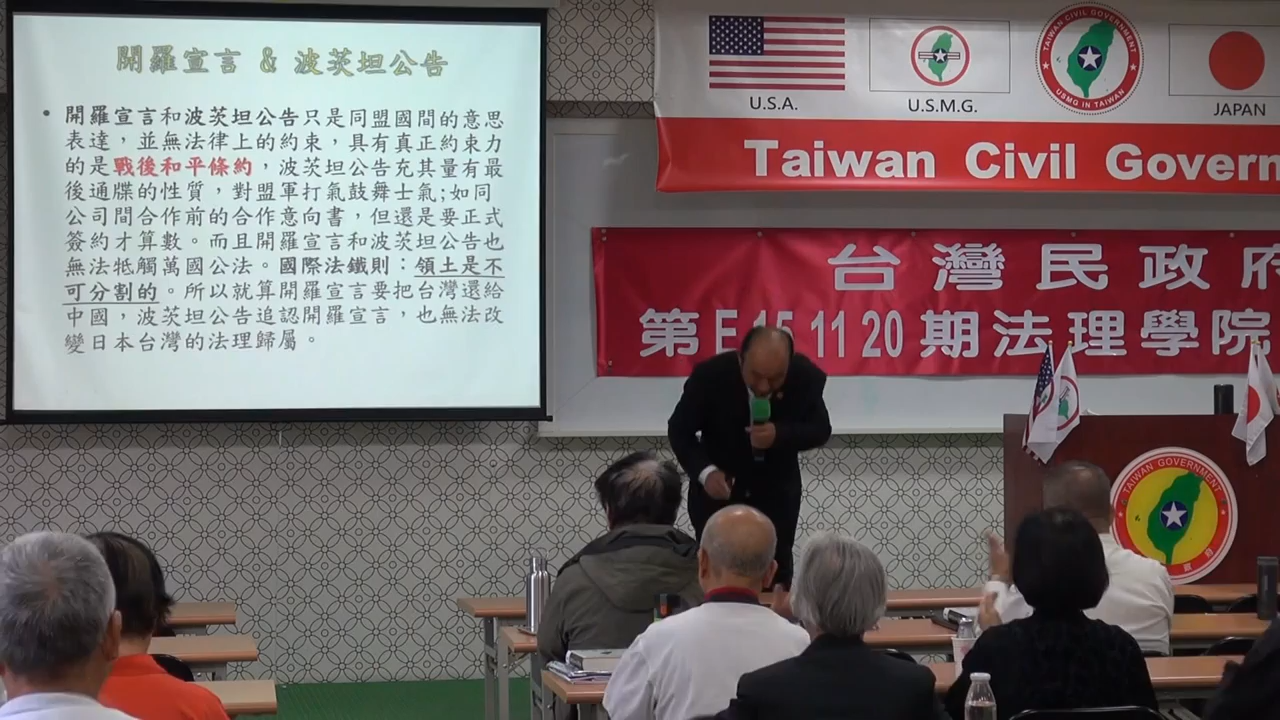 開羅宣言 & 波茨坦公告
• 開羅宣言和波茨坦公告只是同盟國間的意思
表達，並無法律上的約束，具有真正約束力
的是戰後和平條約，波茨坦公告充其量有最
後通牒的性質，對盟軍打氣鼓舞士氣;如同
公司間合作前的合作意向書，但還是要正式
簽約才算數。而且開羅宣言和波茨坦公告也
無法牴觸萬國公法。國際法鐵則：領土是不
可分割的。所以就算開羅宣言要把台灣還給
中國，波茨坦公告追認開羅宣言，也無法改
變日本台灣的法理歸屬。
U.S.A.
U.S.M.G.
TAIWAN CIVIL GOVERNMENT
USMG IN TAIWAN
JAPAN
Taiwan Civil Govern
台灣民政府
第E 15 11 20期法理學院
TAIWAN GOVERNMENT